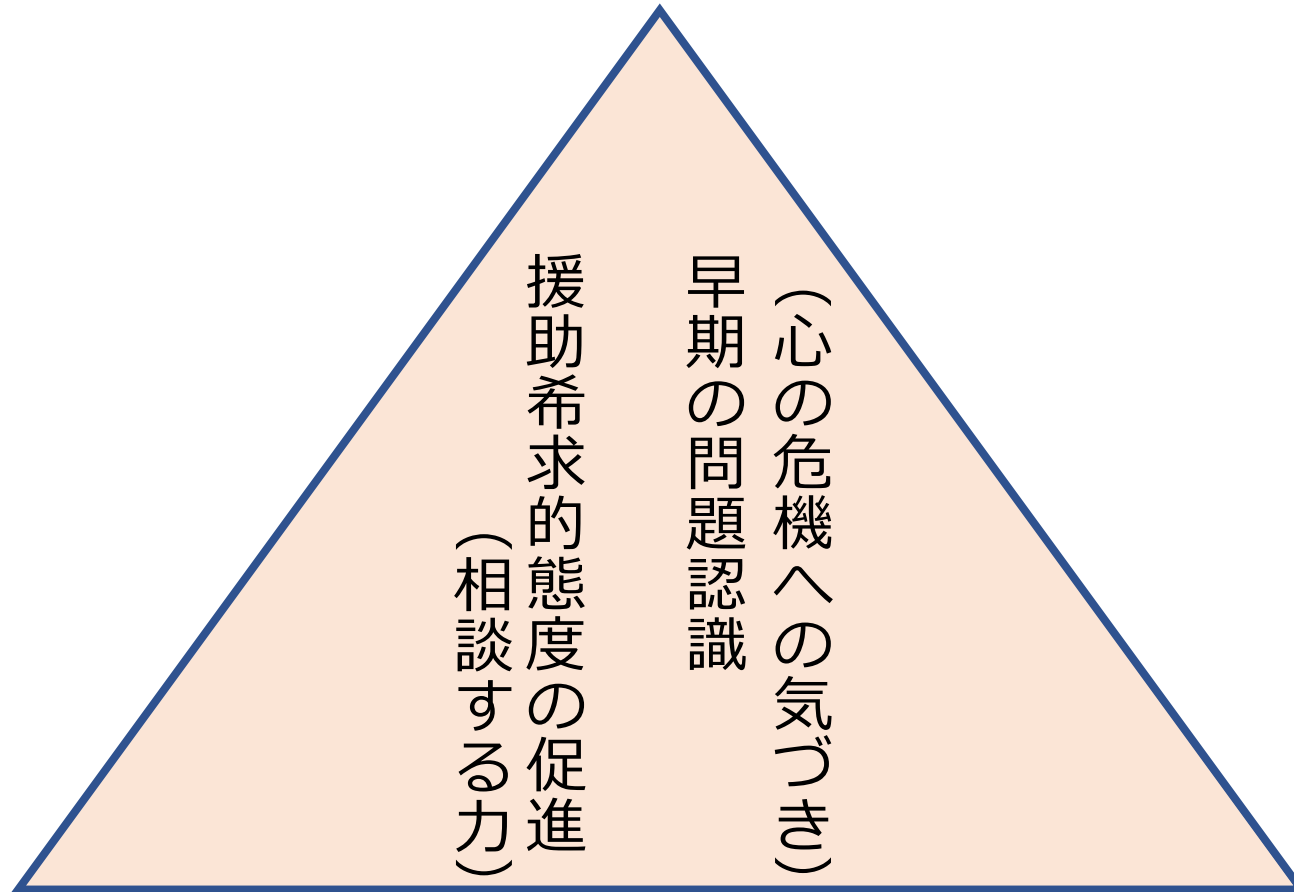 （心の危機への気づき）
早期の問題認識
援助希求的態度の促進
（相談する力）